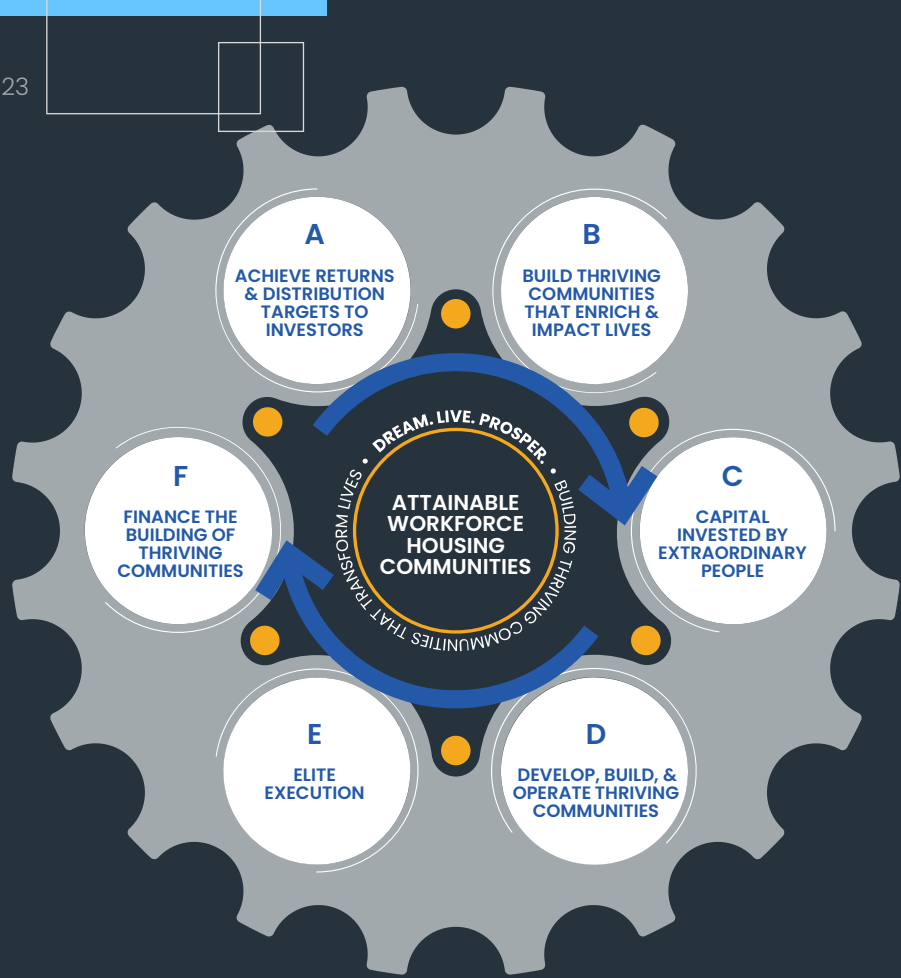 23
A
ACHIEVE RETURNS
& DISTRIBUTION
TARGETS TO
INVESTORS
B
BUILD THRIVING
COMMUNITIES
THAT ENRICH &
IMPACT LIVES
C
CAPITAL
INVESTED BY
EXTRAORDINARY
PEOPLE
D
DEVELOP, BUILD, &
OPERATE THRIVING
COMMUNITIES
E
ELITE
EXECUTION
F
FINANCE THE
BUILDING OF
THRIVING
COMMUNITIES
• DREAM. LIVE. PROSPER. •
BUILDING THRIVING COMMUNITIES THAT TRANSFORM LIVES
ATTAINABLE
WORKFORCE
HOUSING
COMMUNITIES